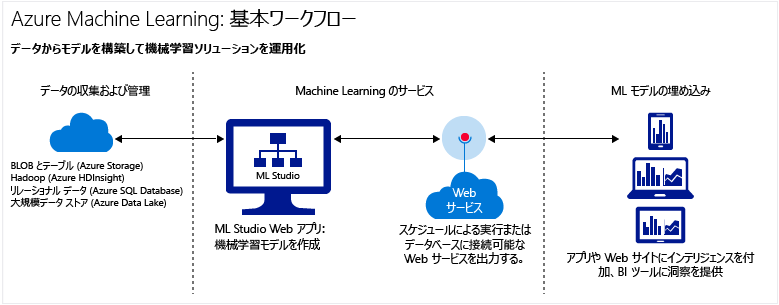 Azure Machine Learning: 基本ワークフロー
データからモデルを構築して機械学習ソリューションを運用化
データの収集および管理
BLOB とテーブル (Azure Storage)
Hadoop (Azure HDInsight)
リレーショナル データ (Azure SQL Database)
大規模データ ストア (Azure Data Lake)
Machine Learning のサービス
ML Studio
ML Studio Web アプリ:
機械学習モデルを作成
Web
サービス
スケジュールによる実行または
データベースに接続可能な
Web サービスを出力する。
ML モデルの埋め込み
アプリや Web サイトにインテリジェンスを付
加、BI ツールに洞察を提供